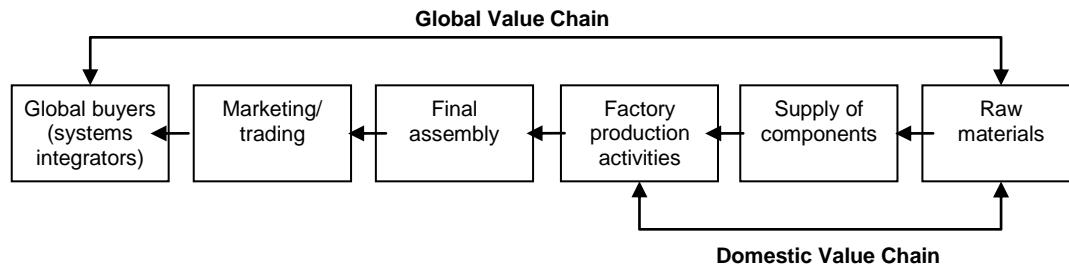 Global Value Chain
Global buyers
(systems
integrators)
Marketing/
trading
Final
assembly
Factory
production
activities
Supply of
components
Raw
materials
Domestic Value Chain